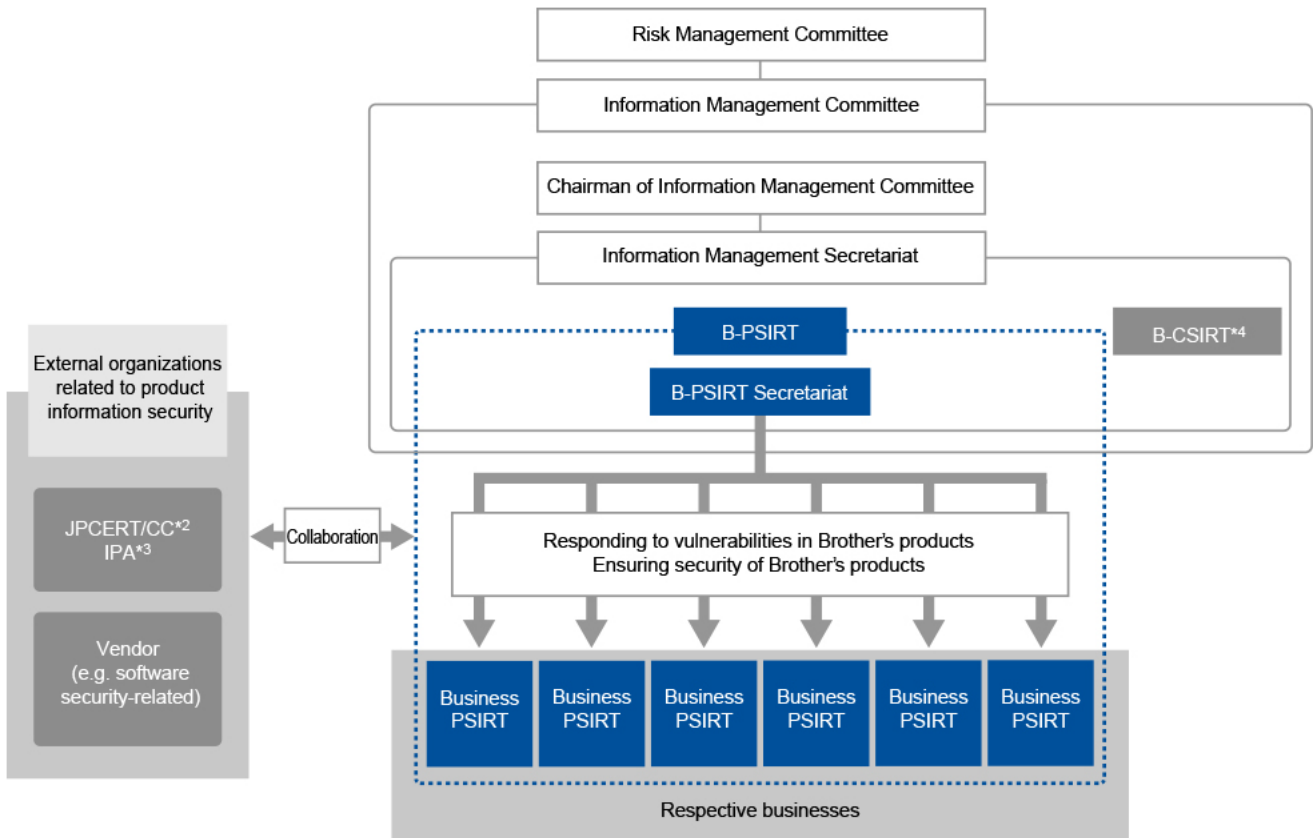 Risk Management Committee
Information Management Committee
Chairman of Information Management Committee
Information Management Secretariat
B-PSIRT
B-CSIRT*4
B-PSIRT Secretariat
External organizations
related to product
information security
JPCERT/CC*2
IPA*3
Vendor
(e.g. software
security-related)
Collaboration
Responding to vulnerabilities in Brother's products
Ensuring security of Brother's products
Business
PSIRT
Business
PSIRT
Business
PSIRT
Business
PSIRT
Business
PSIRT
Business
PSIRT
Respective businesses